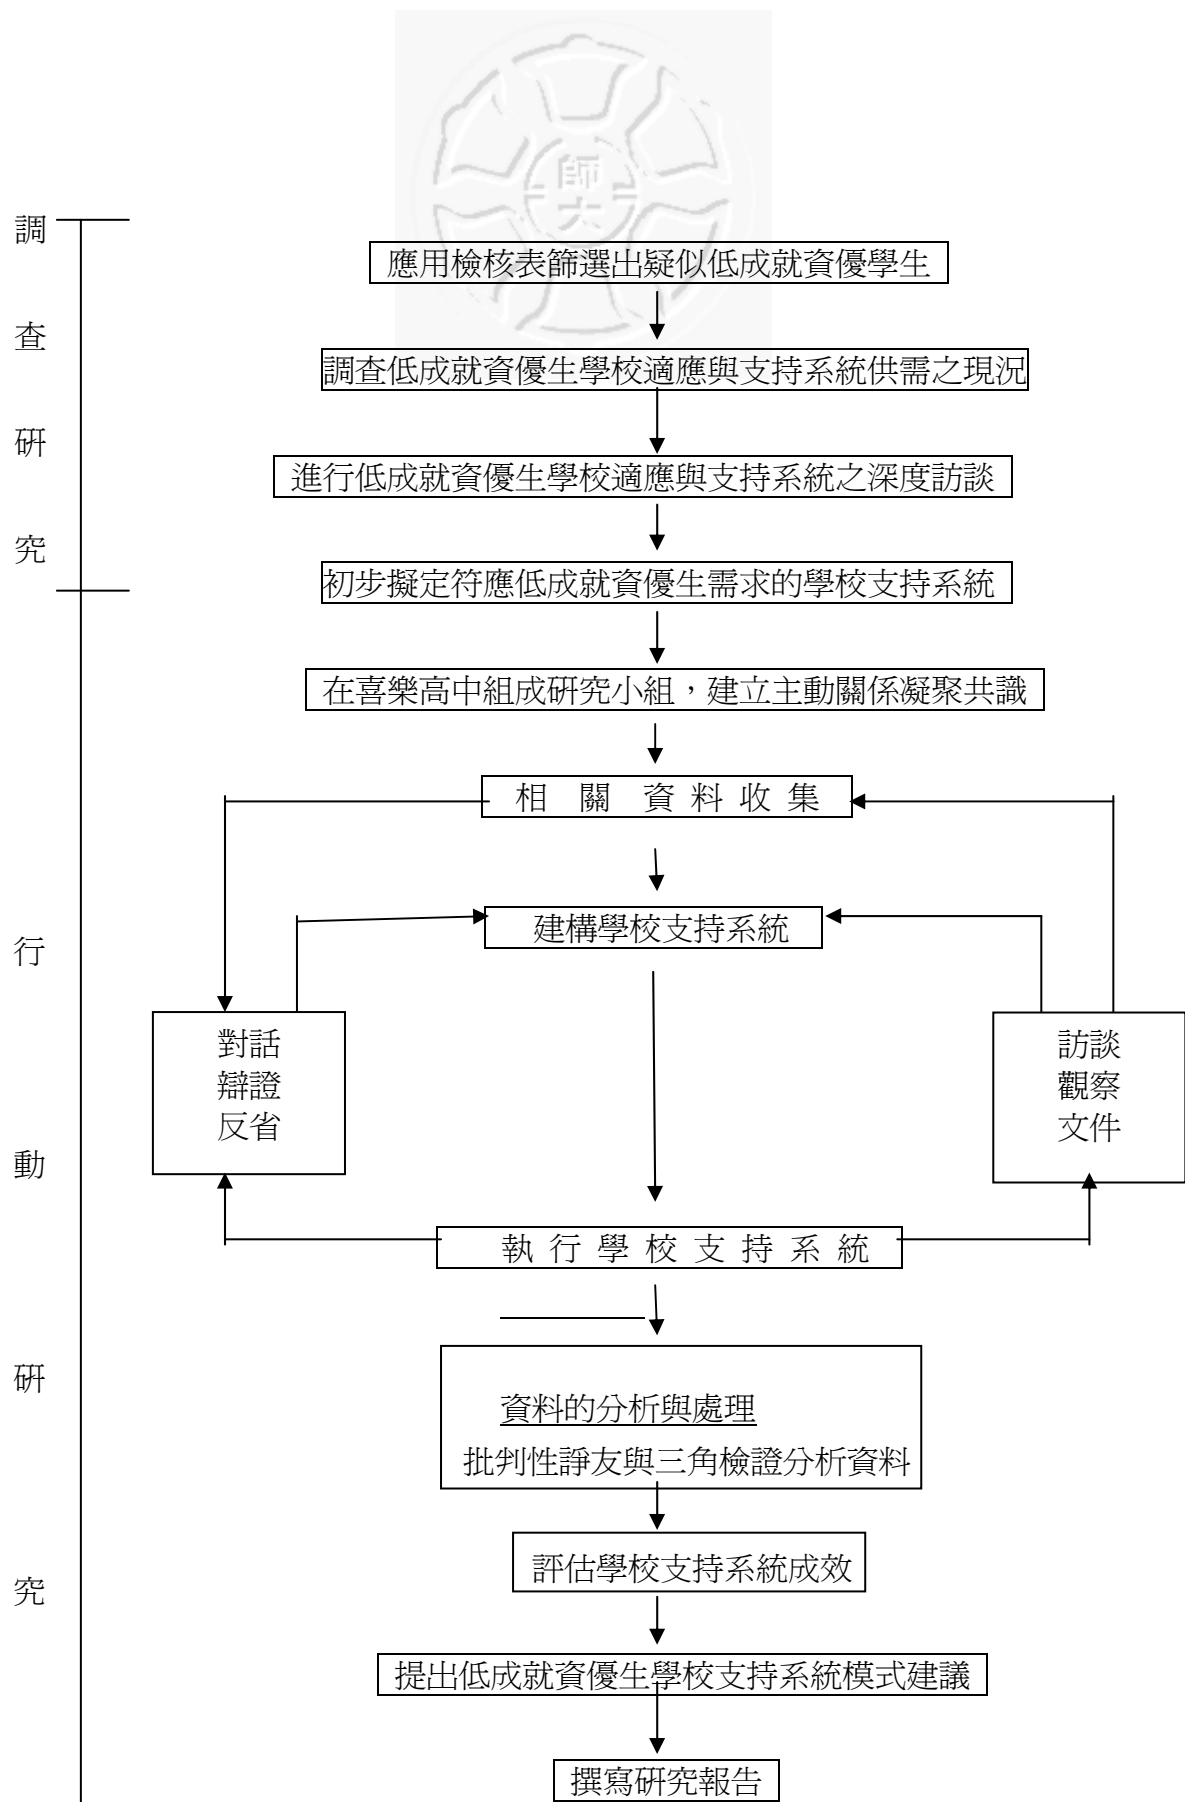 師大
調查研究
應用檢核表篩選出疑似低成就資優學生
調查低成就資優生學校適應與支持系統供需之現況
進行低成就資優生學校適應與支持系統之深度訪談
初步擬定符應低成就資優生需求的學校支持系統
行動研究
在喜樂高中組成研究小組，建立主動關係凝聚共識
相關資料收集
建構學校支持系統
對話
辯證
反省
訪談
觀察
文件
執行學校支持系統
資料的分析與處理
批判性諍友與三角檢證分析資料
評估學校支持系統成效
提出低成就資優生學校支持系統模式建議
撰寫研究報告